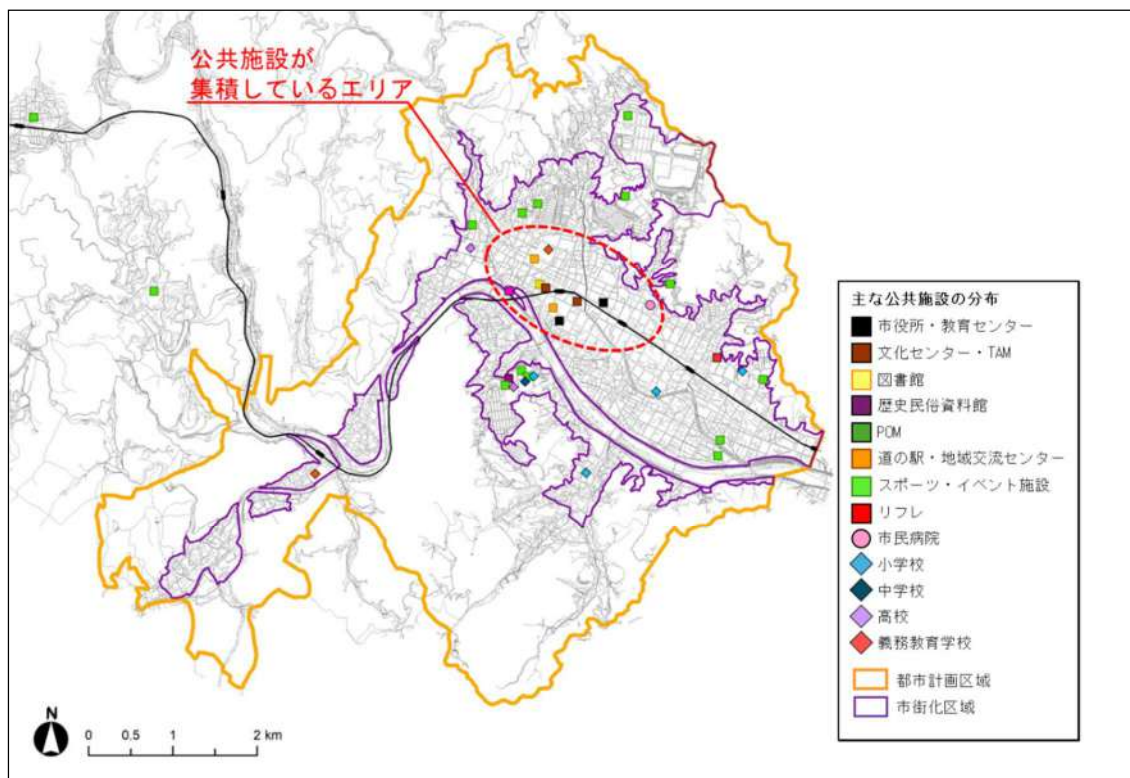 公共施設が
集積しているエリア
主な公共施設の分布
市役所・教育センター
文化センター・TAM
図書館
歴史民俗資料館
POM
道の駅・地域交流センター
スポーツ・イベント施設
リフレ
市民病院
小学校
中学校
高校
義務教育学校
都市計画区域
市街化区域
N
0 0.5 1 2 km